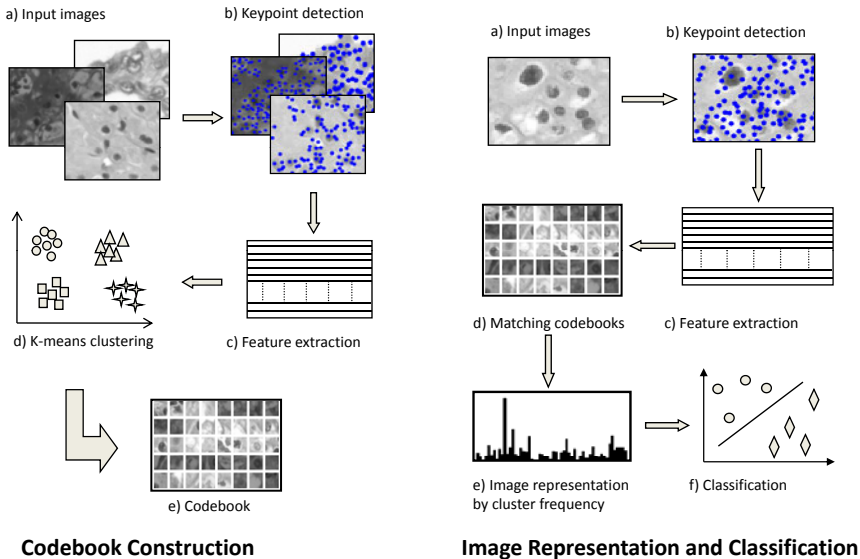 a) Input images
b) Keypoint detection
d) K-means clustering
c) Feature extraction
e) Codebook
Codebook Construction
a) Input images
b) Keypoint detection
d) Matching codebooks
c) Feature extraction
e) Image representation
by cluster frequency
f) Classification
Image Representation and Classification